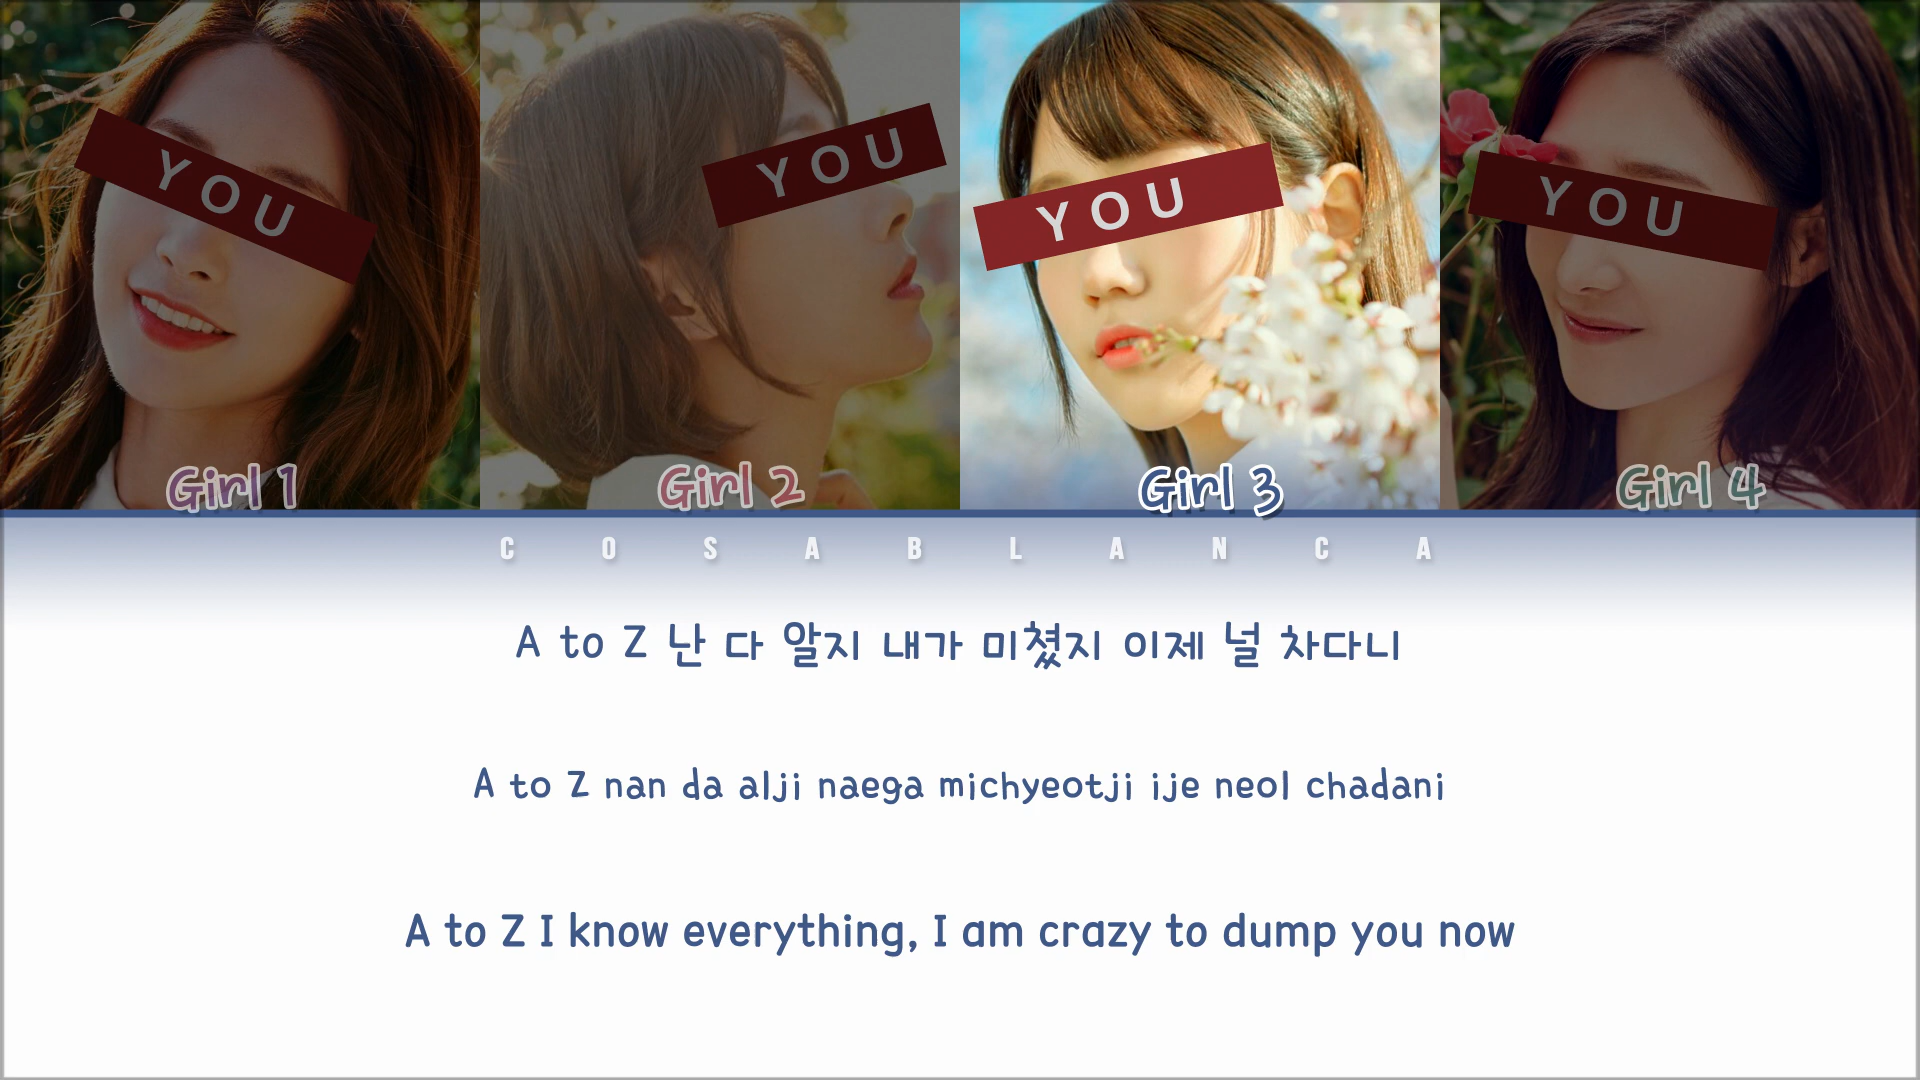 YOU
YOU
YOU
YOU
Girl 1
Girl 2
Girl 3
Girl 4
COSABLANCA
A to Z 난 다 알지 내가 미쳤지 이제 널 차다니
A to Z nan da alji naega michyeotji ije neol chadani
A to Z I know everything, I am crazy to dump you now